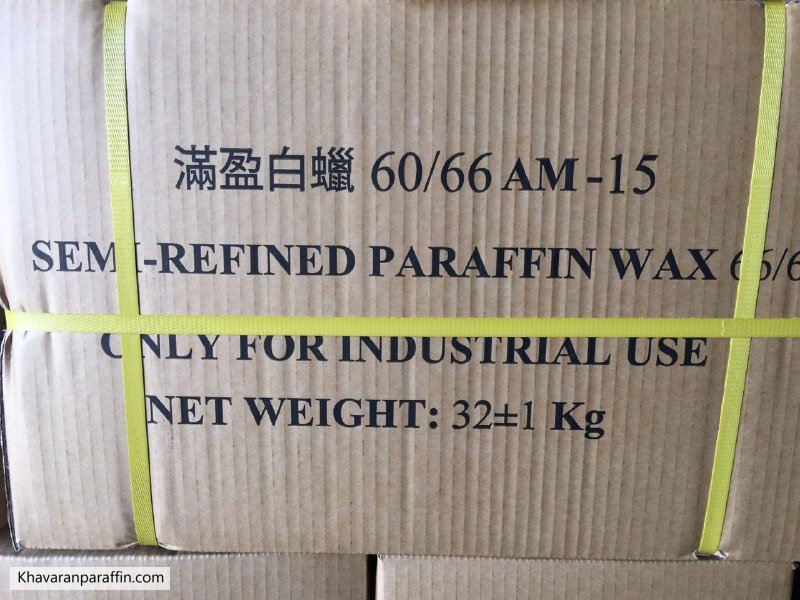 滿盈白蠟 60/66 AM-15
SEMI-REFINED PARAFFIN WAX
ONLY FOR INDUSTRIAL USE
NET WEIGHT: 32±1 Kg
Khavaranparaffin.com